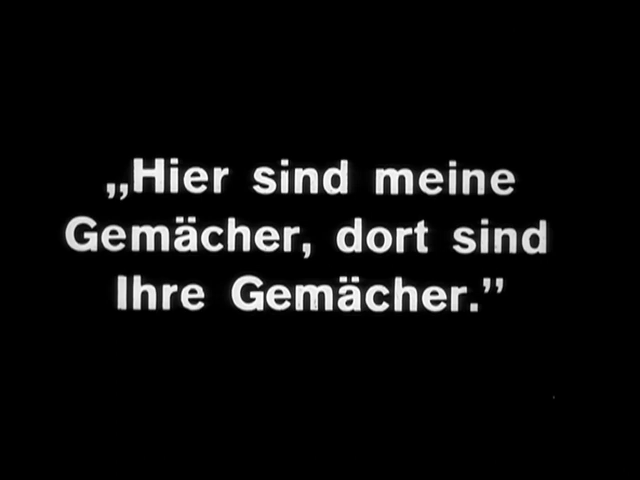 „Hier sind meine
Gemächer, dort sind
Ihre Gemächer.”